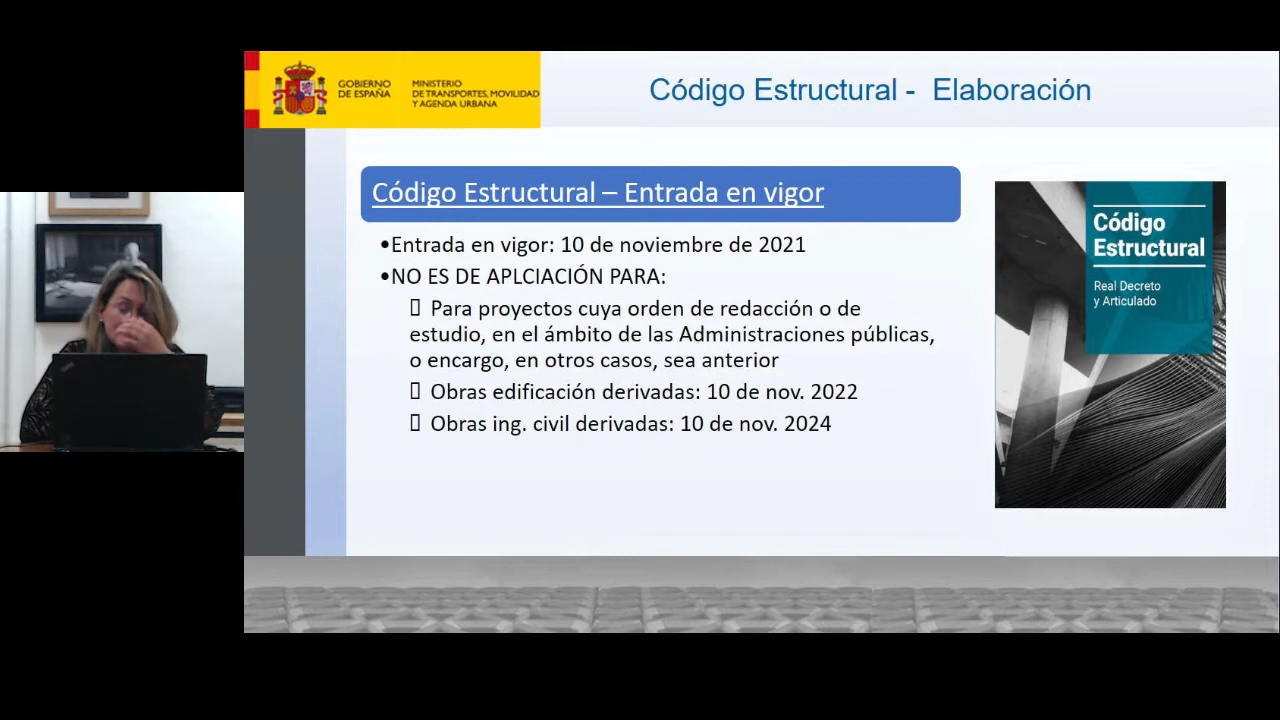 GOBIERNO
DE ESPAÑA
MINISTERIO
DE TRANSPORTES, MOVILIDAD
Y AGENDA URBANA
Código Estructural - Elaboración
Código Estructural – Entrada en vigor
•Entrada en vigor: 10 de noviembre de 2021
•NO ES DE APLCIACIÓN PARA:
Para proyectos cuya orden de redacción o de
estudio, en el ámbito de las Administraciones públicas,
o encargo, en otros casos, sea anterior
Obras edificación derivadas: 10 de nov. 2022
Obras ing. civil derivadas: 10 de nov. 2024
Código
Estructural
Real Decreto
y Articulado